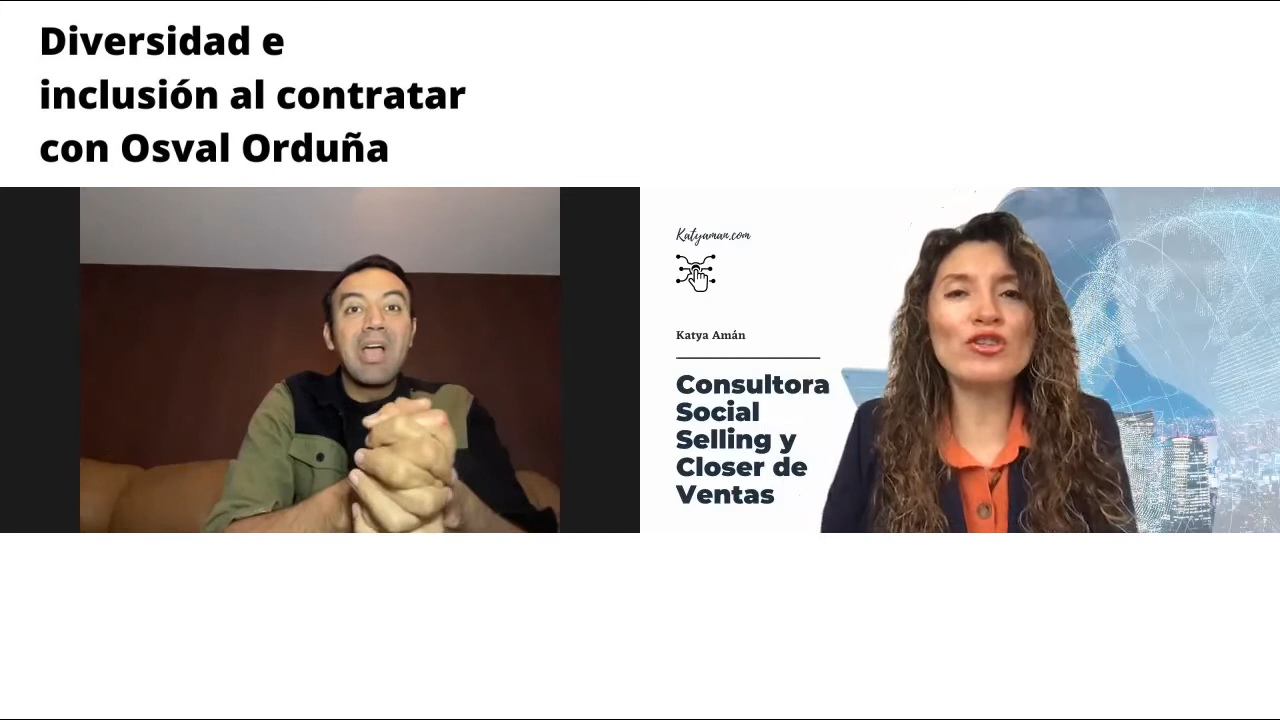 Diversidad e
inclusión al contratar
con Osval Orduña
Katyaman.com
Katya Amán
Consultora
Social
Selling y
Closer de
Ventas